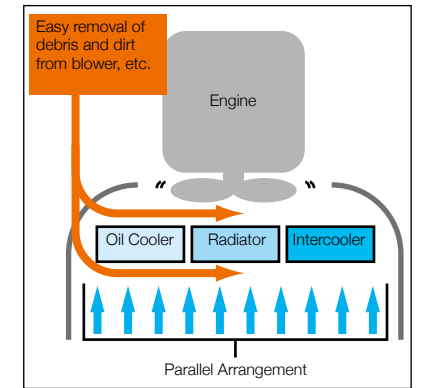 Easy removal of
debris and dirt
from blower, etc.
Engine
Oil Cooler
Radiator
Intercooler
Parallel Arrangement